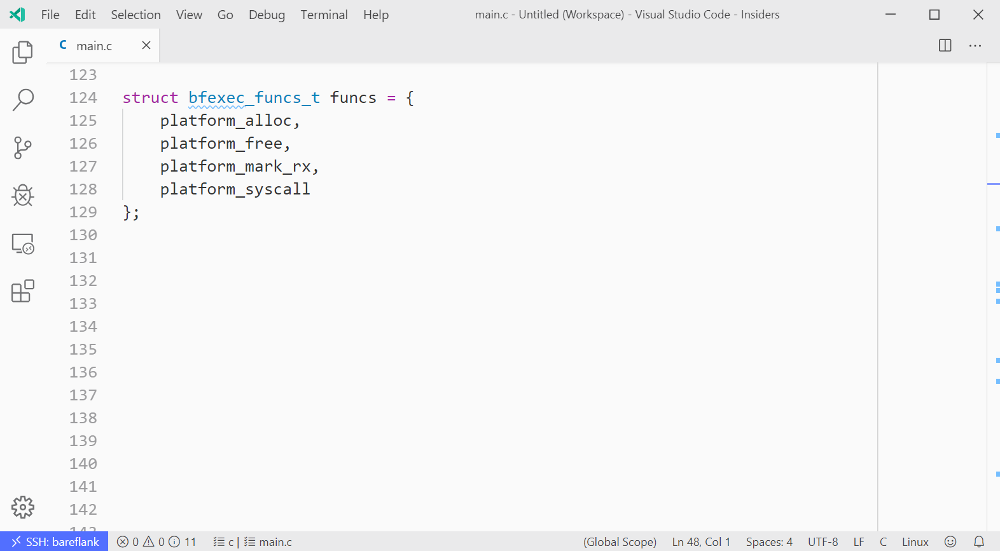 File Edit Selection View Go Debug Terminal Help main.c - Untitled (Workspace) - Visual Studio Code - Insiders
C main.c
123
124 struct bfexec_funcs_t funcs = {
125 platform_alloc,
126 platform_free,
127 platform_mark_rx,
128 platform_syscall
129 };
130
131
132
133
134
135
136
137
138
139
140
141
142
143
SSH: bareflank 0 0 11 c | main.c (Global Scope) Ln 48, Col 1 Spaces: 4 UTF-8 LF C Linux